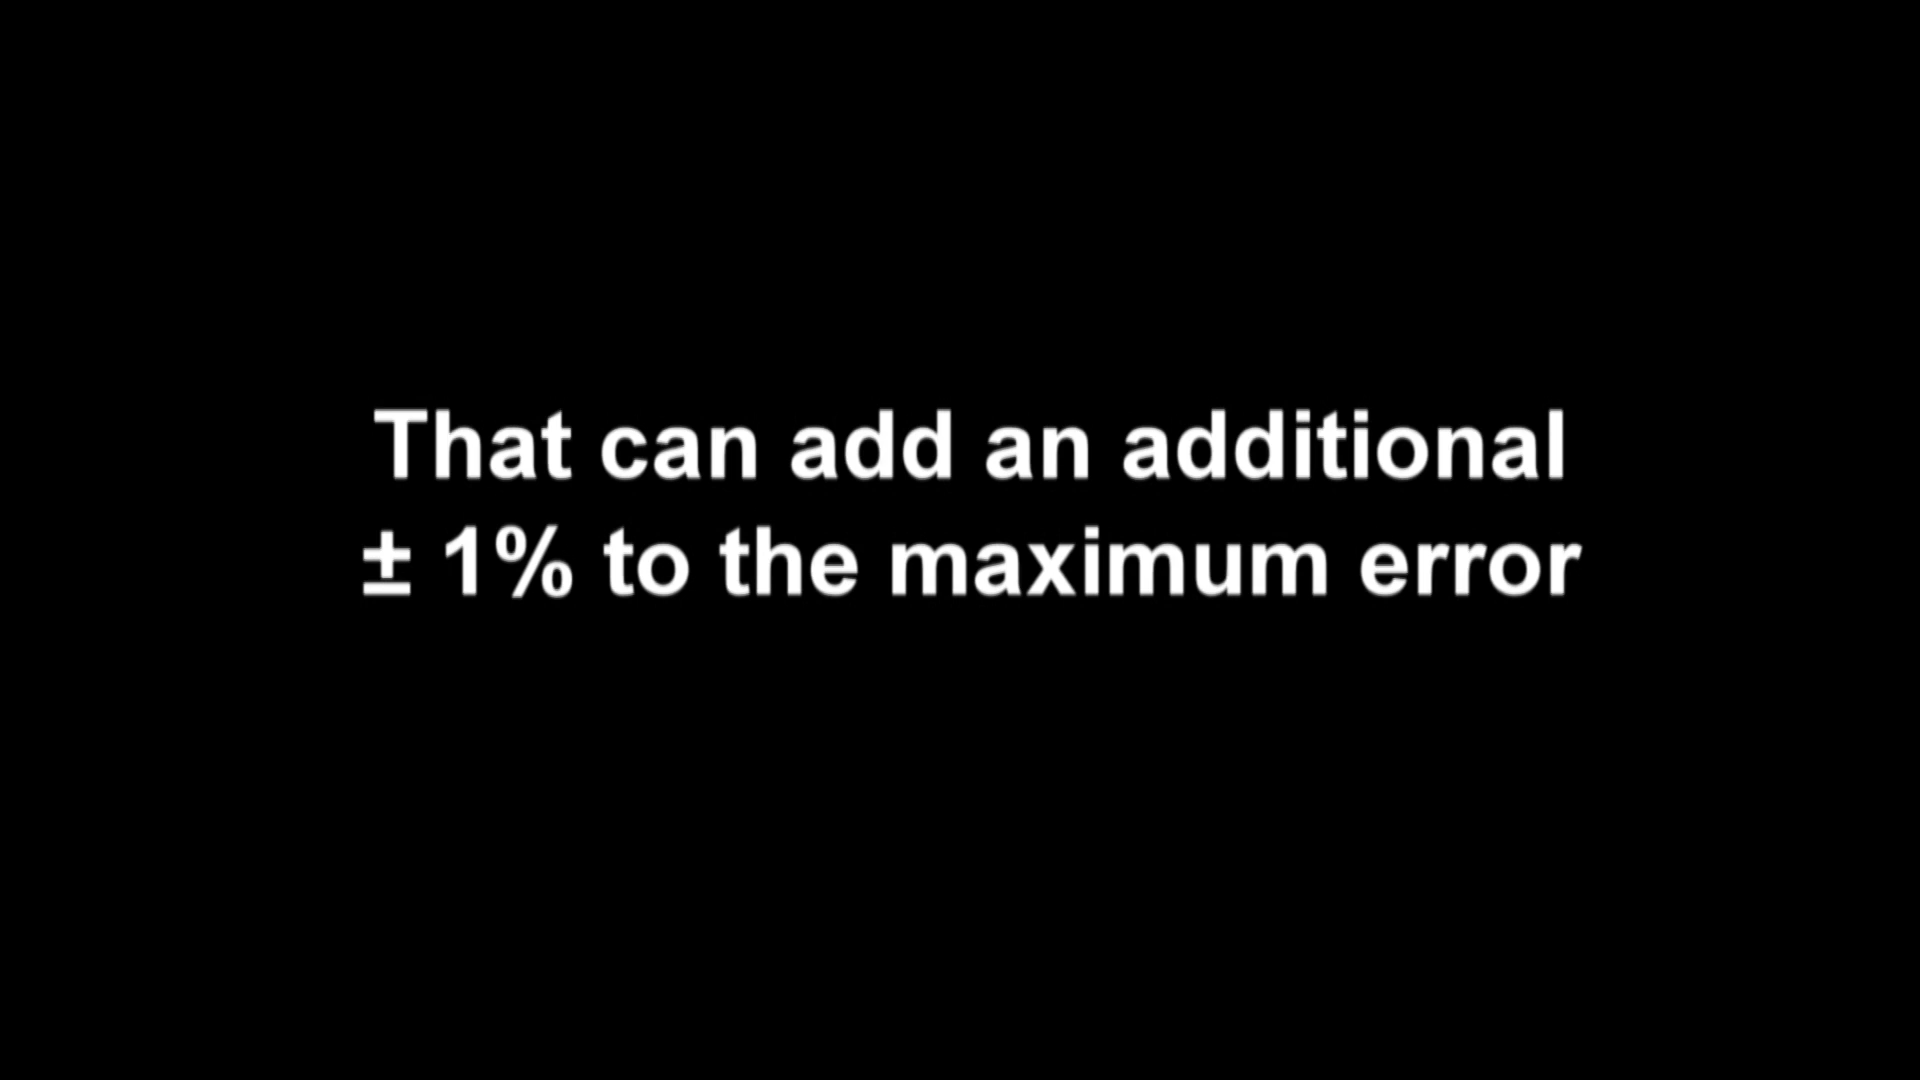 That can add an additional
± 1% to the maximum error